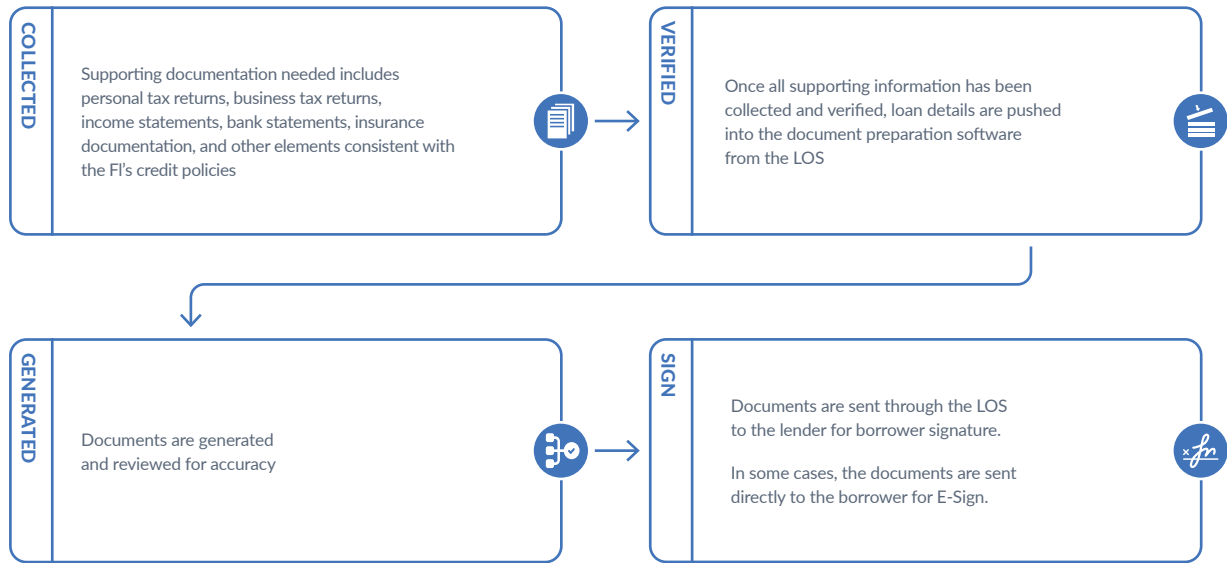 COLLECTED
Supporting documentation needed includes
personal tax returns, business tax returns,
income statements, bank statements, insurance
documentation, and other elements consistent with
the FI's credit policies
VERIFIED
Once all supporting information has been
collected and verified, loan details are pushed
into the document preparation software
from the LOS
GENERATED
Documents are generated
and reviewed for accuracy
SIGN
Documents are sent through the LOS
to the lender for borrower signature.
In some cases, the documents are sent
directly to the borrower for E-Sign.